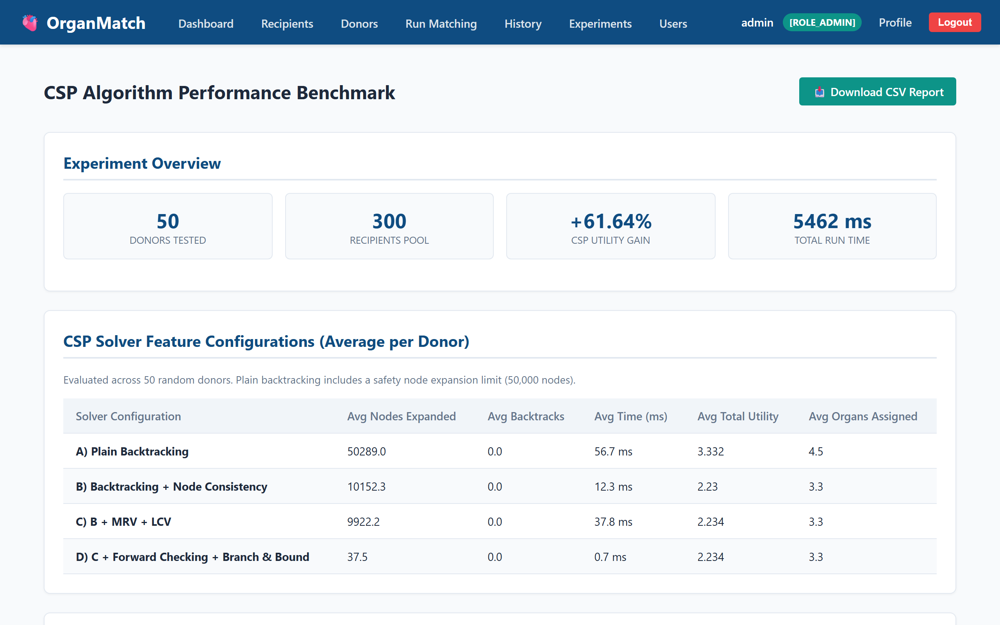 OrganMatch Dashboard Recipients Donors Run Matching History Experiments Users admin [ROLE_ADMIN] Profile Logout
CSP Algorithm Performance Benchmark
Download CSV Report
Experiment Overview
50
DONORS TESTED
300
RECIPIENTS POOL
+61.64%
CSP UTILITY GAIN
5462 ms
TOTAL RUN TIME
CSP Solver Feature Configurations (Average per Donor)
Evaluated across 50 random donors. Plain backtracking includes a safety node expansion limit (50,000 nodes).
Solver Configuration Avg Nodes Expanded Avg Backtracks Avg Time (ms) Avg Total Utility Avg Organs Assigned
A) Plain Backtracking 50289.0 0.0 56.7 ms 3.332 4.5
B) Backtracking + Node Consistency 10152.3 0.0 12.3 ms 2.23 3.3
C) B + MRV + LCV 9922.2 0.0 37.8 ms 2.234 3.3
D) C + Forward Checking + Branch & Bound 37.5 0.0 0.7 ms 2.234 3.3